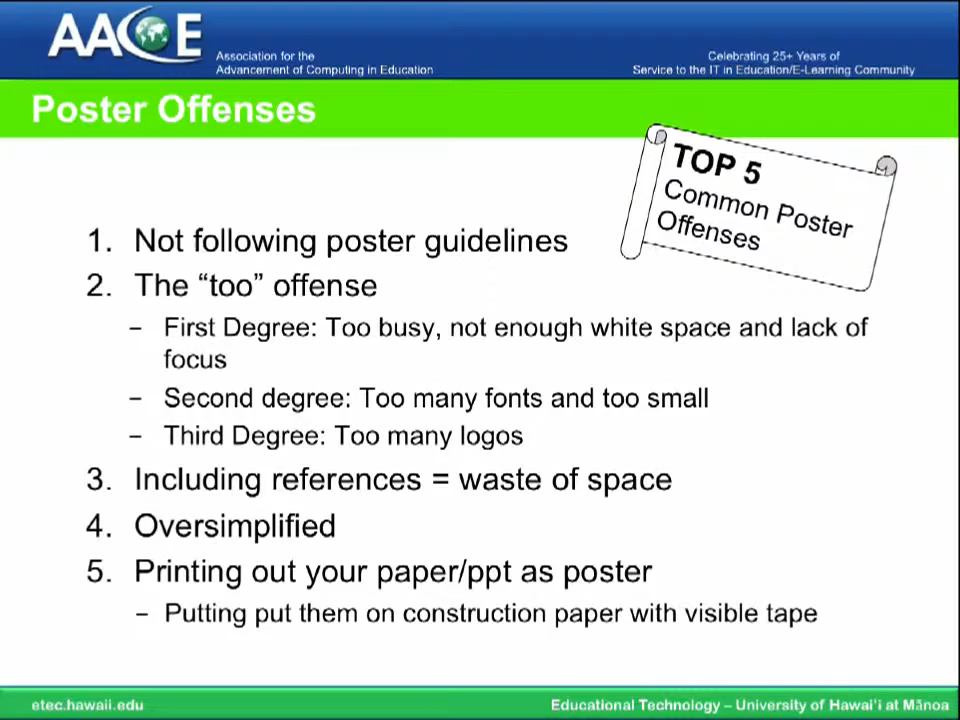 AACE
Association for the
Advancement of Computing in Education
Celebrating 25+ Years of
Service to the IT in Education/E-Learning Community
Poster Offenses
TOP 5
Common Poster
Offenses
1. Not following poster guidelines
2. The “too” offense
– First Degree: Too busy, not enough white space and lack of
focus
– Second degree: Too many fonts and too small
– Third Degree: Too many logos
3. Including references = waste of space
4. Oversimplified
5. Printing out your paper/ppt as poster
– Putting put them on construction paper with visible tape
etec.hawaii.edu
Educational Technology – University of Hawai‘i at Mānoa